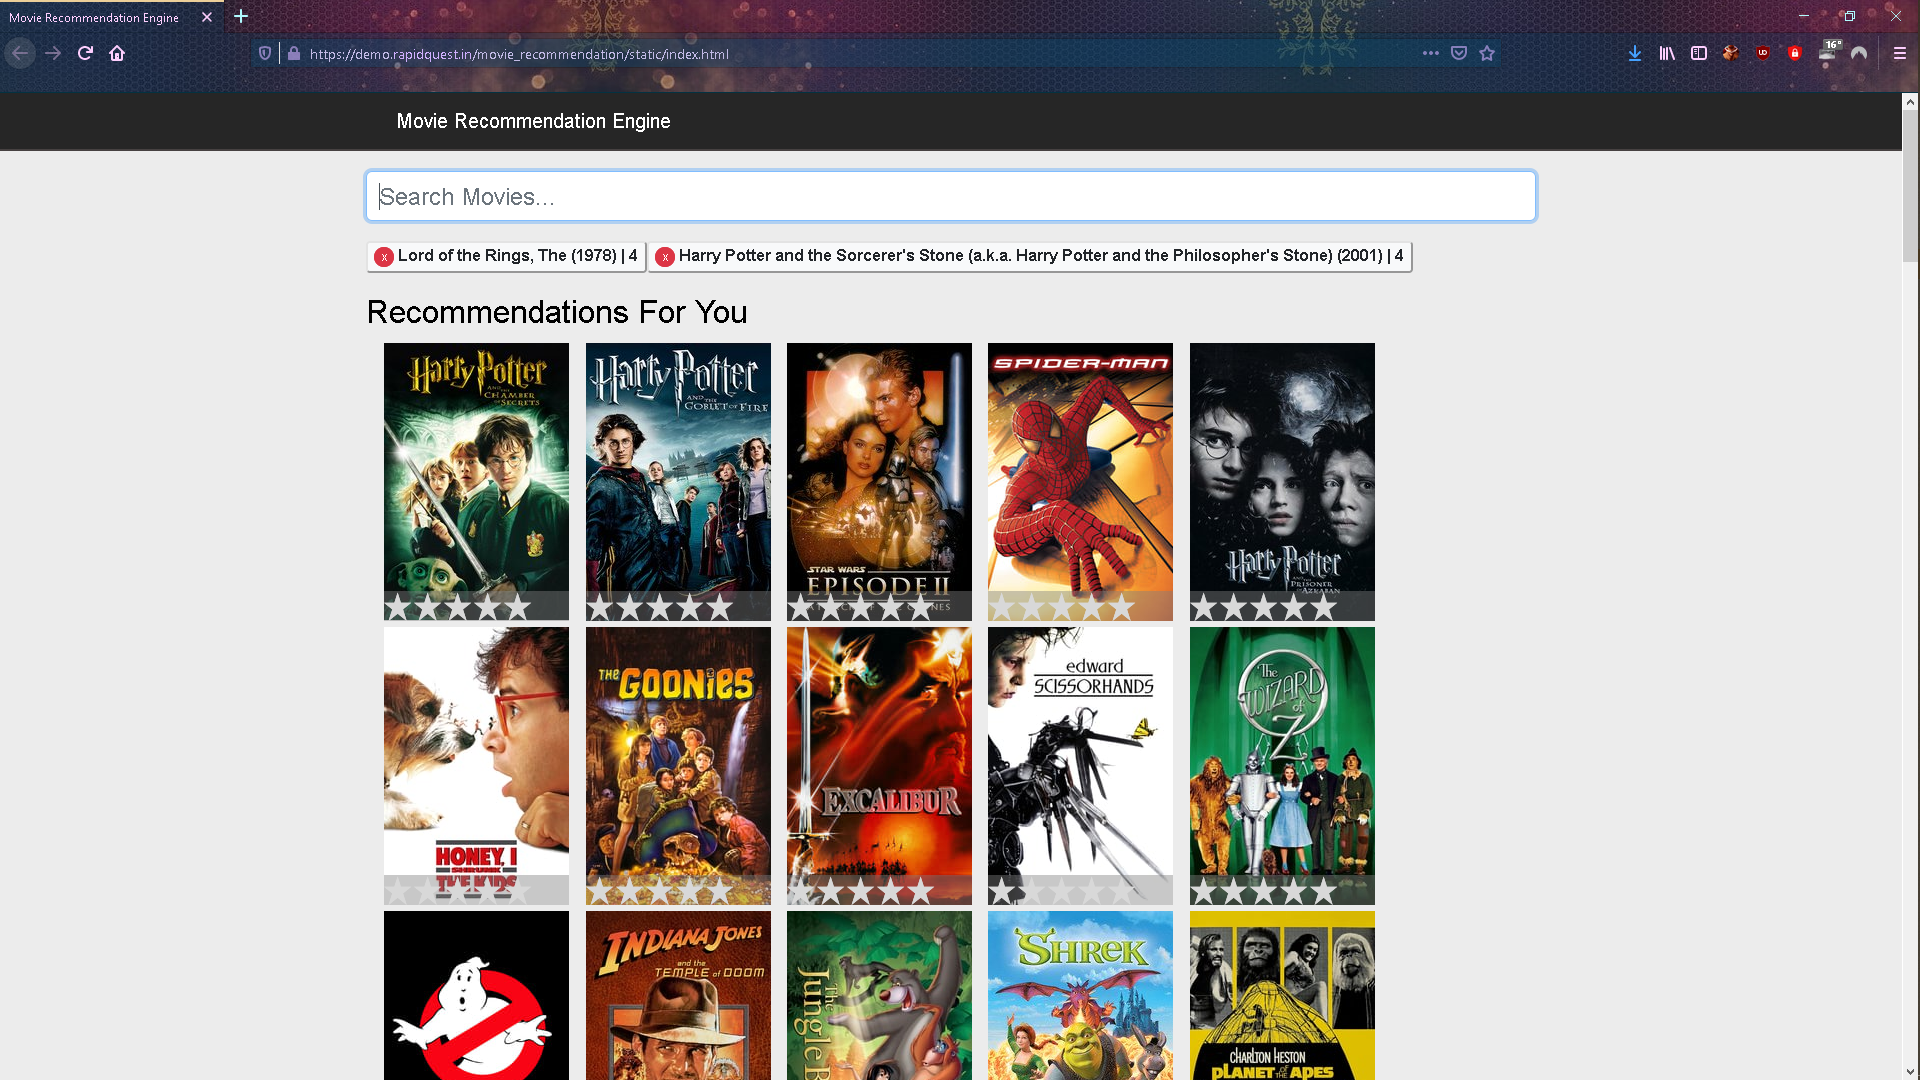 Movie Recommendation Engine
16°
https://demo.rapidquest.in/movie_recommendation/static/index.html
Movie Recommendation Engine
Search Movies...
x Lord of the Rings, The (1978) | 4 x Harry Potter and the Sorcerer's Stone (a.k.a. Harry Potter and the Philosopher's Stone) (2001) | 4
Recommendations For You
Harry Potter
AND THE
CHAMBER
OF SECRETS
Harry Potter
AND THE
GOBLET OF FIRE
STAR WARS
EPISODE II
SPIDER-MAN
Harry Potter
AND THE
PRISONER
OF AZKABAN
HONEY, I
SHRUNK
THE KIDS
THE
GOONIES
EXCALIBUR
edward
SCISSORHANDS
The
WIZARD
of
OZ
INDIANA JONES
and the
TEMPLE of DOOM
The
Jungle B
SHREK
CHARLTON HESTON
PLANET OF THE APES